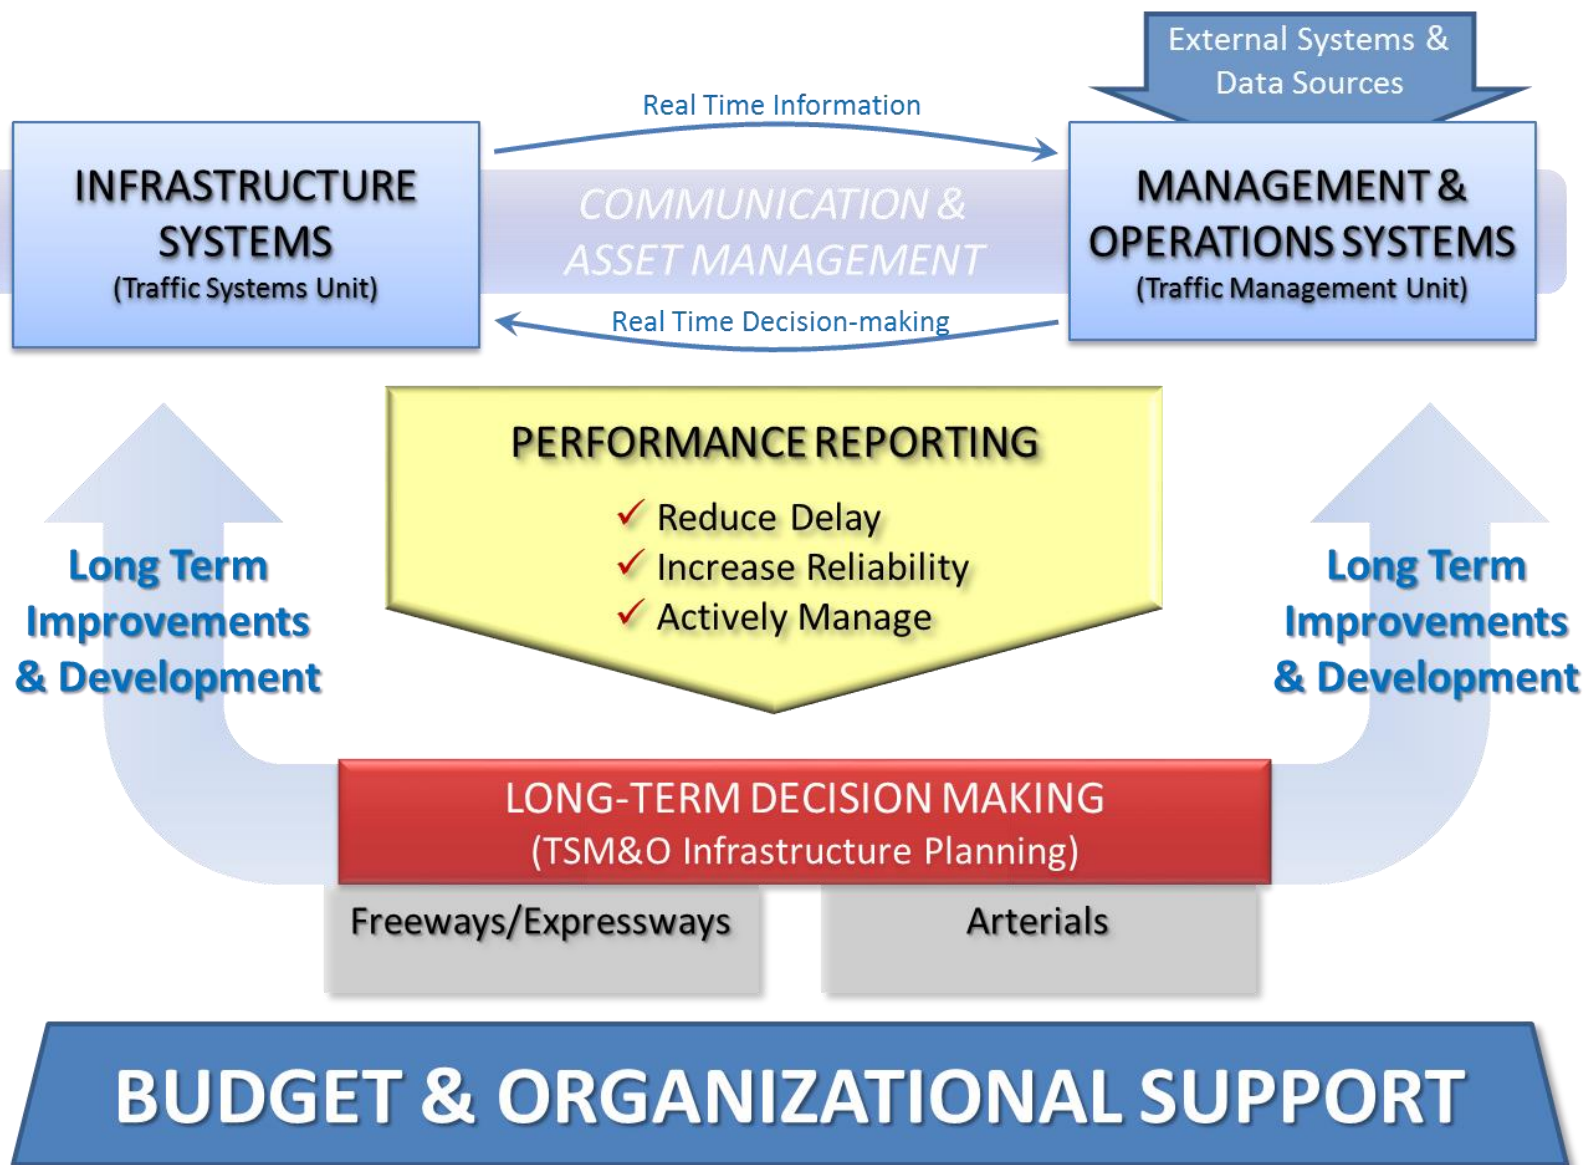 External Systems &
Data Sources
Real Time Information
INFRASTRUCTURE
SYSTEMS
(Traffic Systems Unit)
COMMUNICATION &
ASSET MANAGEMENT
MANAGEMENT &
OPERATIONS SYSTEMS
(Traffic Management Unit)
Real Time Decision-making
PERFORMANCE REPORTING
✓ Reduce Delay
✓ Increase Reliability
✓ Actively Manage
Long Term
Improvements
& Development
Long Term
Improvements
& Development
LONG-TERM DECISION MAKING
(TSM&O Infrastructure Planning)
Freeways/Expressways
Arterials
BUDGET & ORGANIZATIONAL SUPPORT